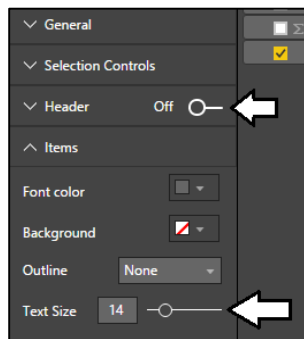 General
Selection Controls
Header Off
Items
Font color
Background
Outline None
Text Size 14